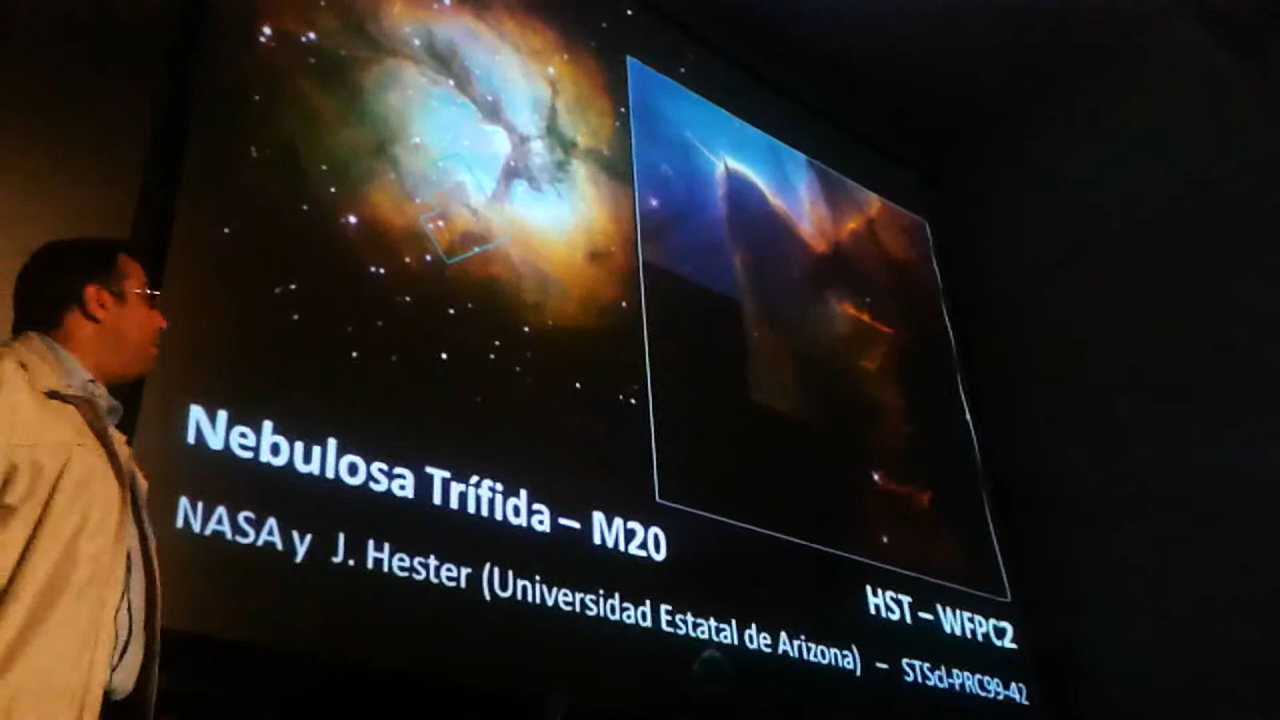 Nebulosa Trífida – M20
NASA y J. Hester (Universidad Estatal de Arizona) – STScI-PRC99-42
HST – WFPC2